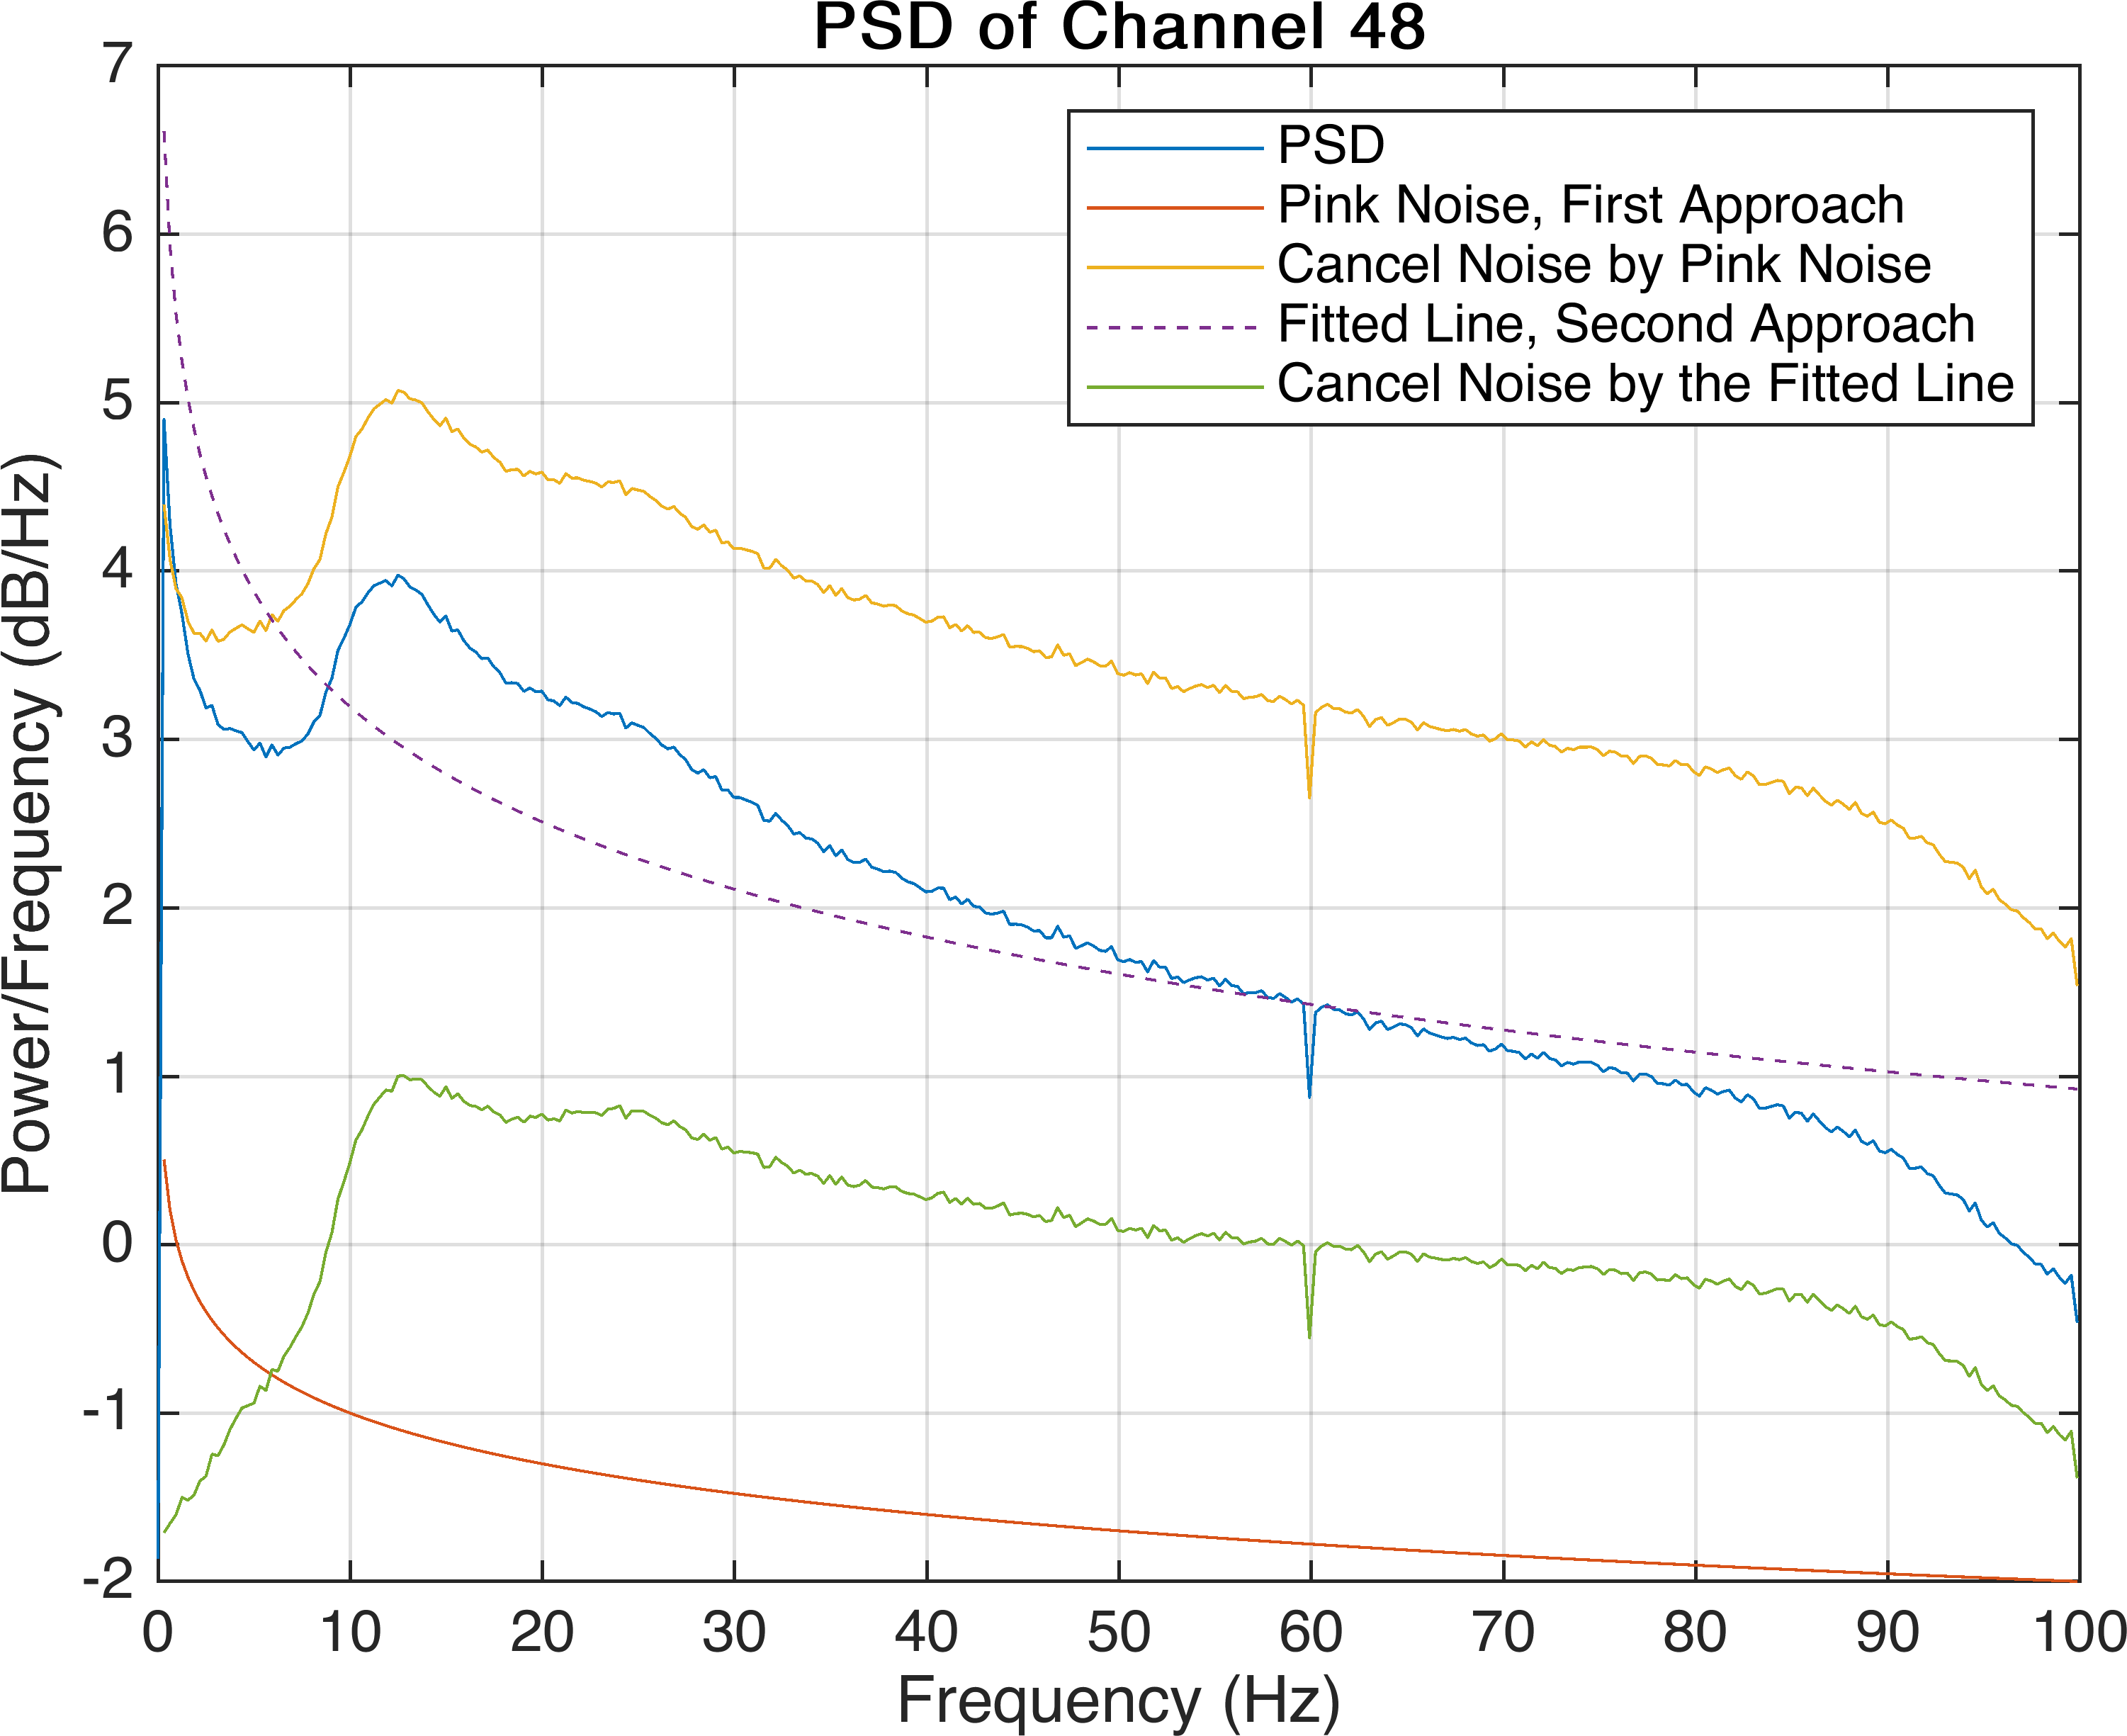 PSD of Channel 48
7
6
5
4
3
2
1
0
-1
-2
Power/Frequency (dB/Hz)
PSD
Pink Noise, First Approach
Cancel Noise by Pink Noise
Fitted Line, Second Approach
Cancel Noise by the Fitted Line
0 10 20 30 40 50 60 70 80 90 100
Frequency (Hz)